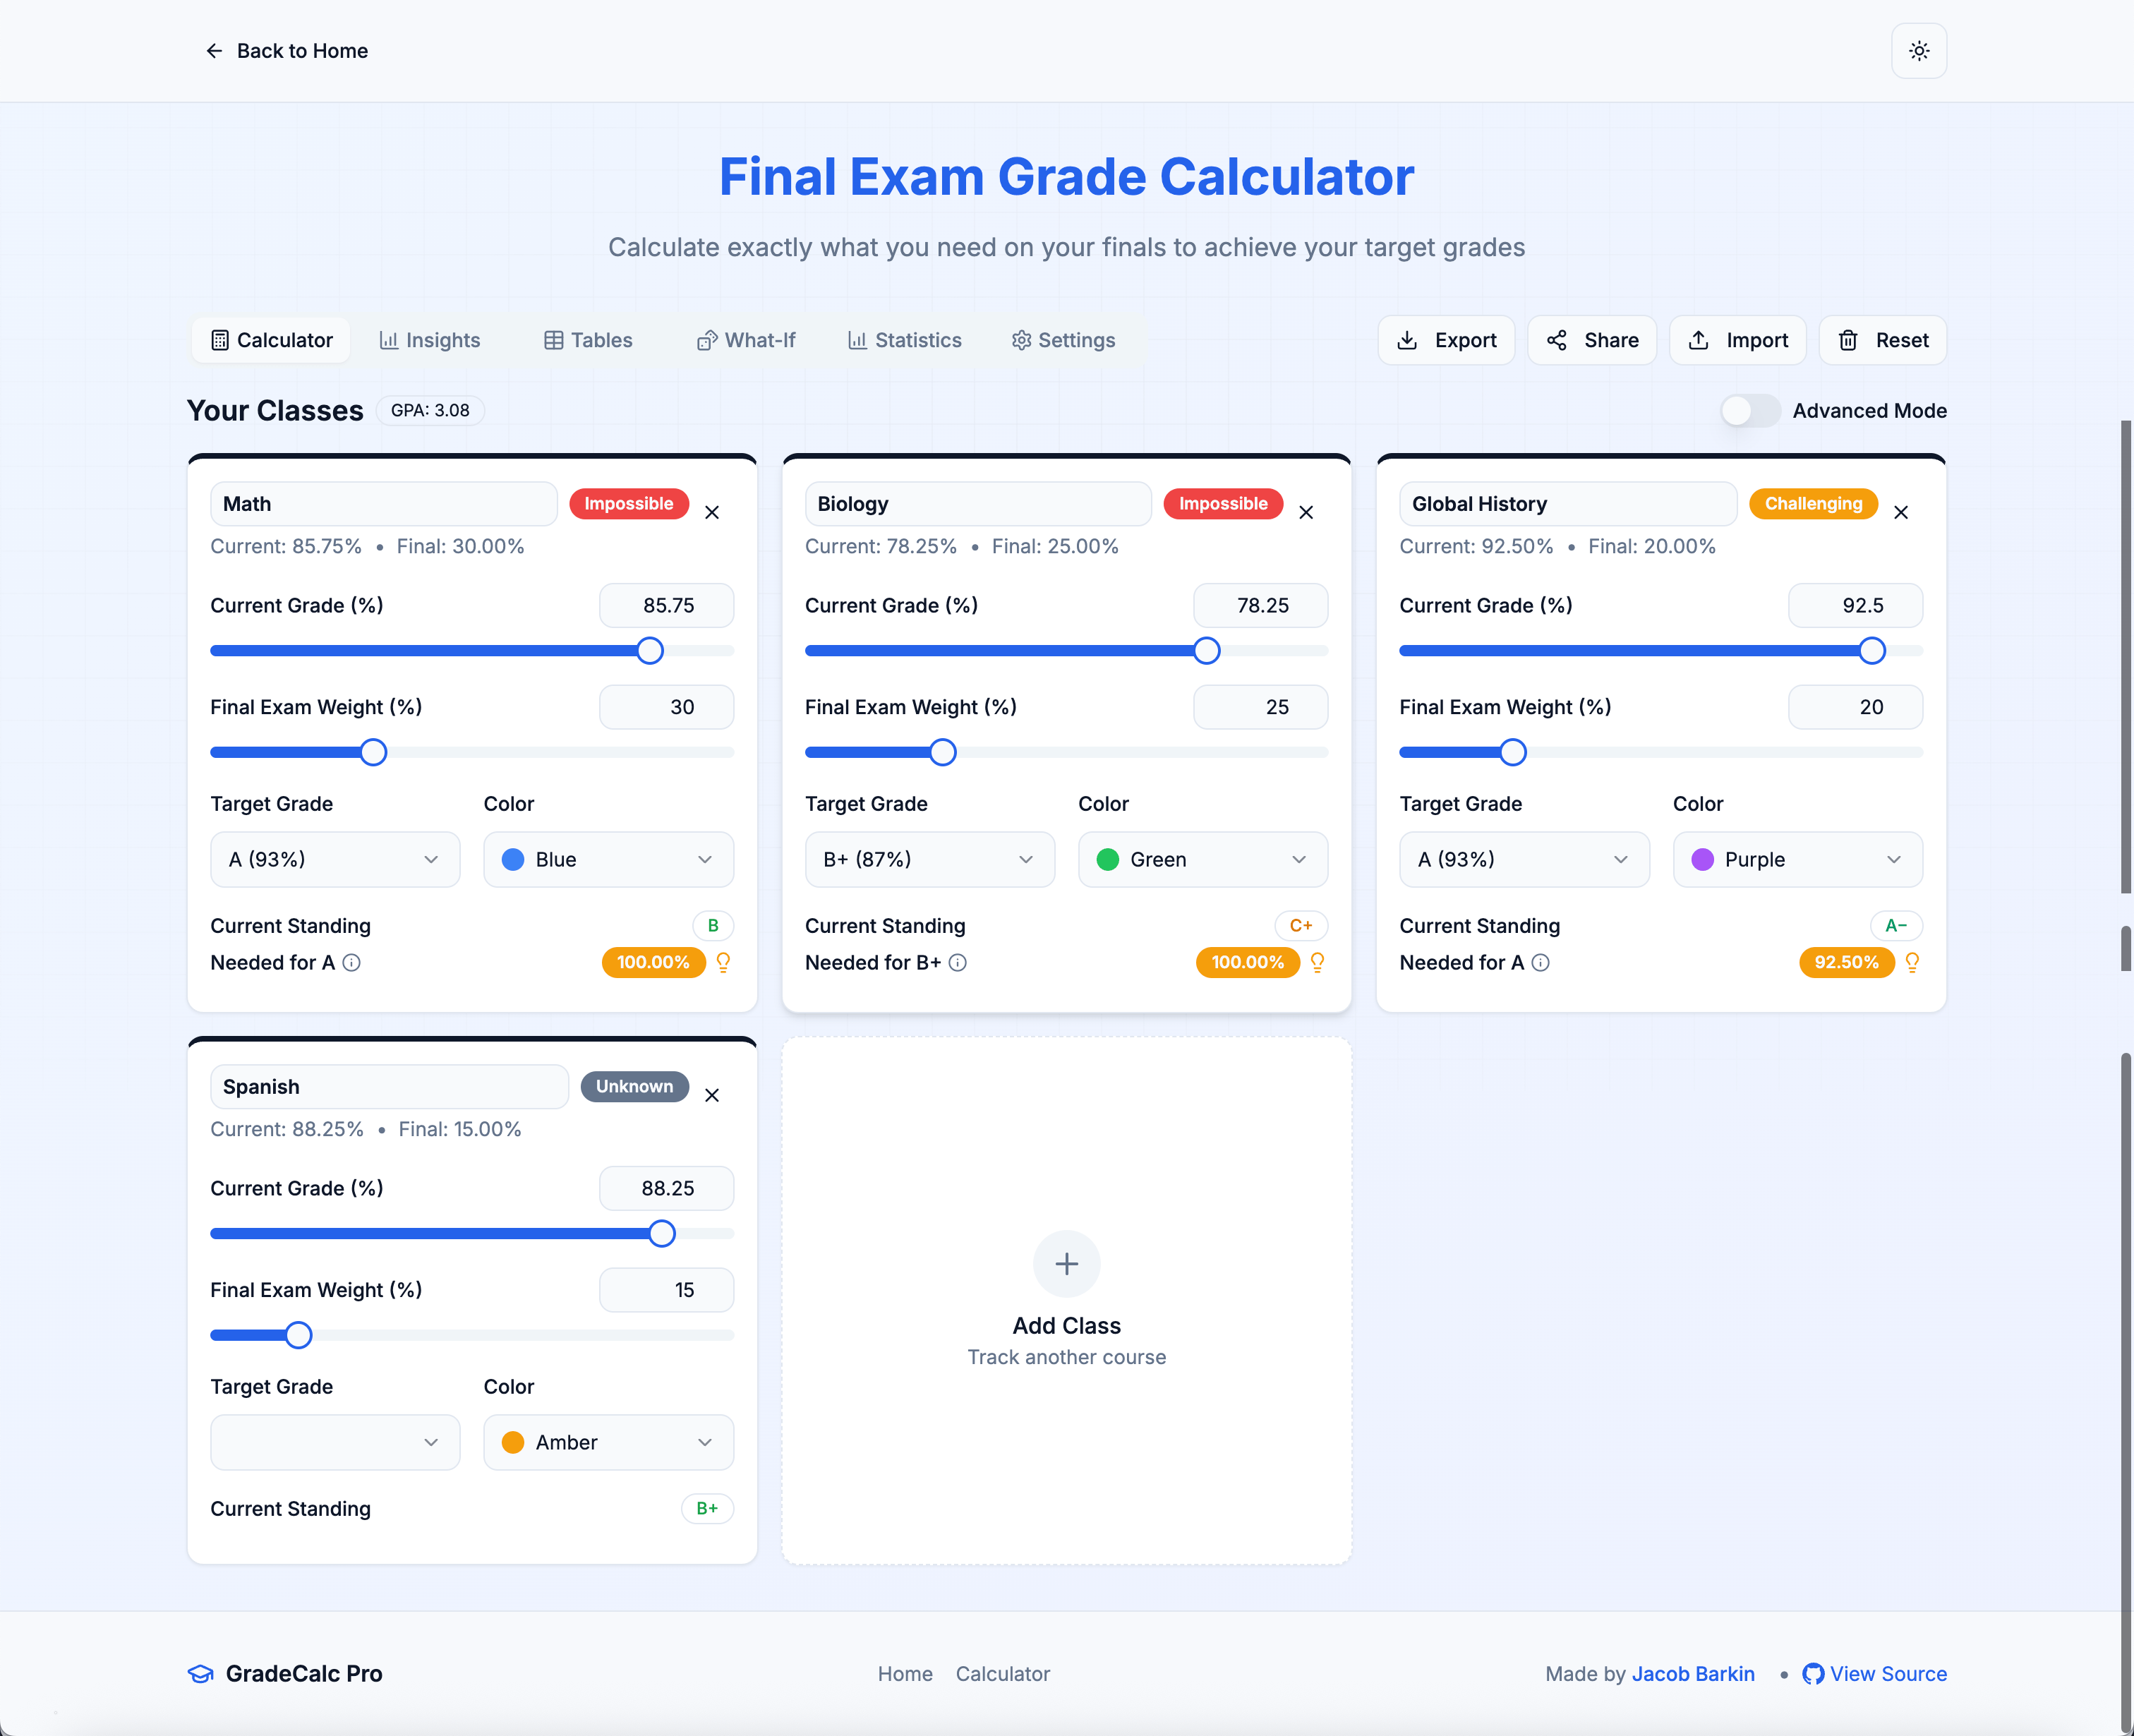 Back to Home
Final Exam Grade Calculator
Calculate exactly what you need on your finals to achieve your target grades
Calculator Insights Tables What-If Statistics Settings Export Share Import Reset
Your Classes GPA: 3.08 Advanced Mode
Math Impossible
Current: 85.75% • Final: 30.00%
Current Grade (%) 85.75
Final Exam Weight (%) 30
Target Grade Color
A (93%) Blue
Current Standing B
Needed for A 100.00%
Biology Impossible
Current: 78.25% • Final: 25.00%
Current Grade (%) 78.25
Final Exam Weight (%) 25
Target Grade Color
B+ (87%) Green
Current Standing C+
Needed for B+ 100.00%
Global History Challenging
Current: 92.50% • Final: 20.00%
Current Grade (%) 92.5
Final Exam Weight (%) 20
Target Grade Color
A (93%) Purple
Current Standing A−
Needed for A 92.50%
Spanish Unknown
Current: 88.25% • Final: 15.00%
Current Grade (%) 88.25
Final Exam Weight (%) 15
Target Grade Color
Amber
Current Standing B+
Add Class
Track another course
GradeCalc Pro Home Calculator Made by Jacob Barkin • View Source